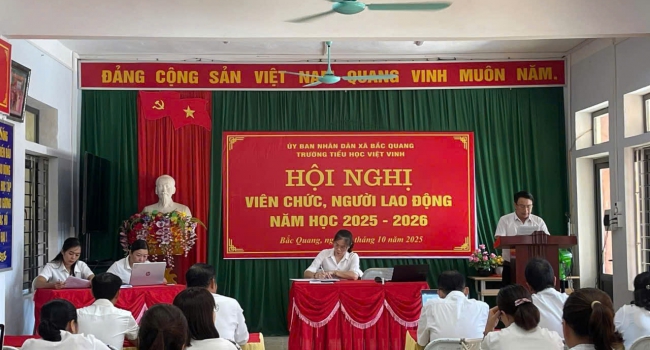 ĐẢNG CỘNG SẢN VIỆT NAM QUANG VINH MUÔN NĂM
ỦY BAN NHÂN DÂN XÃ BẮC QUANG
TRƯỜNG TIỂU HỌC VIỆT VINH
HỘI NGHỊ
VIÊN CHỨC, NGƯỜI LAO ĐỘNG
NĂM HỌC 2025 - 2026
Bắc Quang, tháng 10 năm 2025